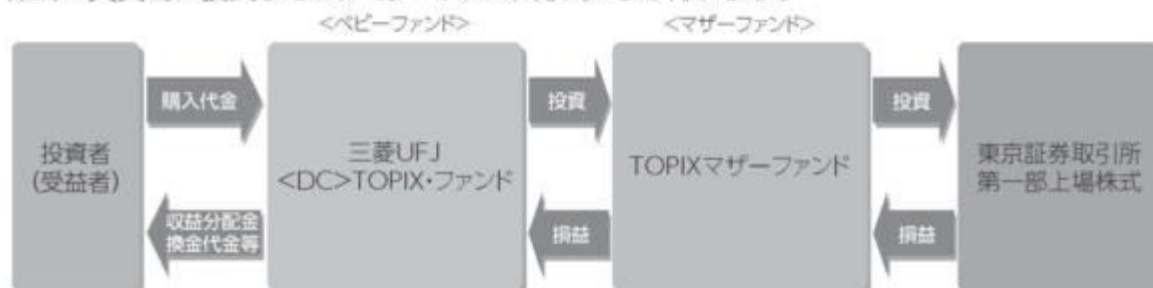 <ベビーファンド>
<マザーファンド>
購入代金
投資
投資
投資者
(受益者)
三菱UFJ
<DC>TOPIX・ファンド
TOPIXマザーファンド
東京証券取引所
第一部上場株式
収益分配金
換金代金等
損益
損益